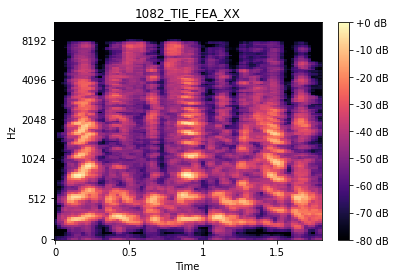 1082_TIE_FEA_XX
+0 dB
8192
-10 dB
4096
-20 dB
-30 dB
2048
Hz
-40 dB
1024
-50 dB
512
-60 dB
-70 dB
0
-80 dB
0
0.5
1
1.5
Time